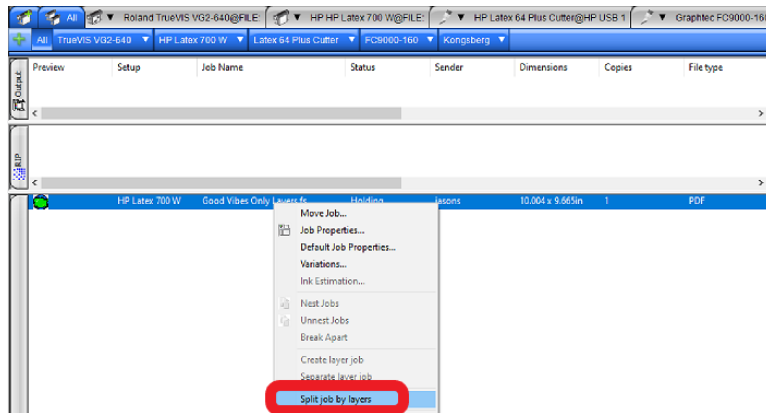 All Roland TrueVIS VG2-640@FILE: HP HP Latex 700 W@FILE: HP Latex 64 Plus Cutter@HP USB 1 Graphtec FC9000-160
All TrueVIS VG2-640 HP Latex 700 W Latex 64 Plus Cutter FC9000-160 Kongsberg
Preview Setup Job Name Status Sender Dimensions Copies File type
Output:
RIP
HP Latex 700 W Good Vibes Only Layers.fs Holding jasons 10.004 x 9.665in 1 PDF
Move Job...
Job Properties...
Default Job Properties...
Variations...
Ink Estimation...
Nest Jobs
Unnest Jobs
Break Apart
Create layer job
Separate layer job
Split job by layers